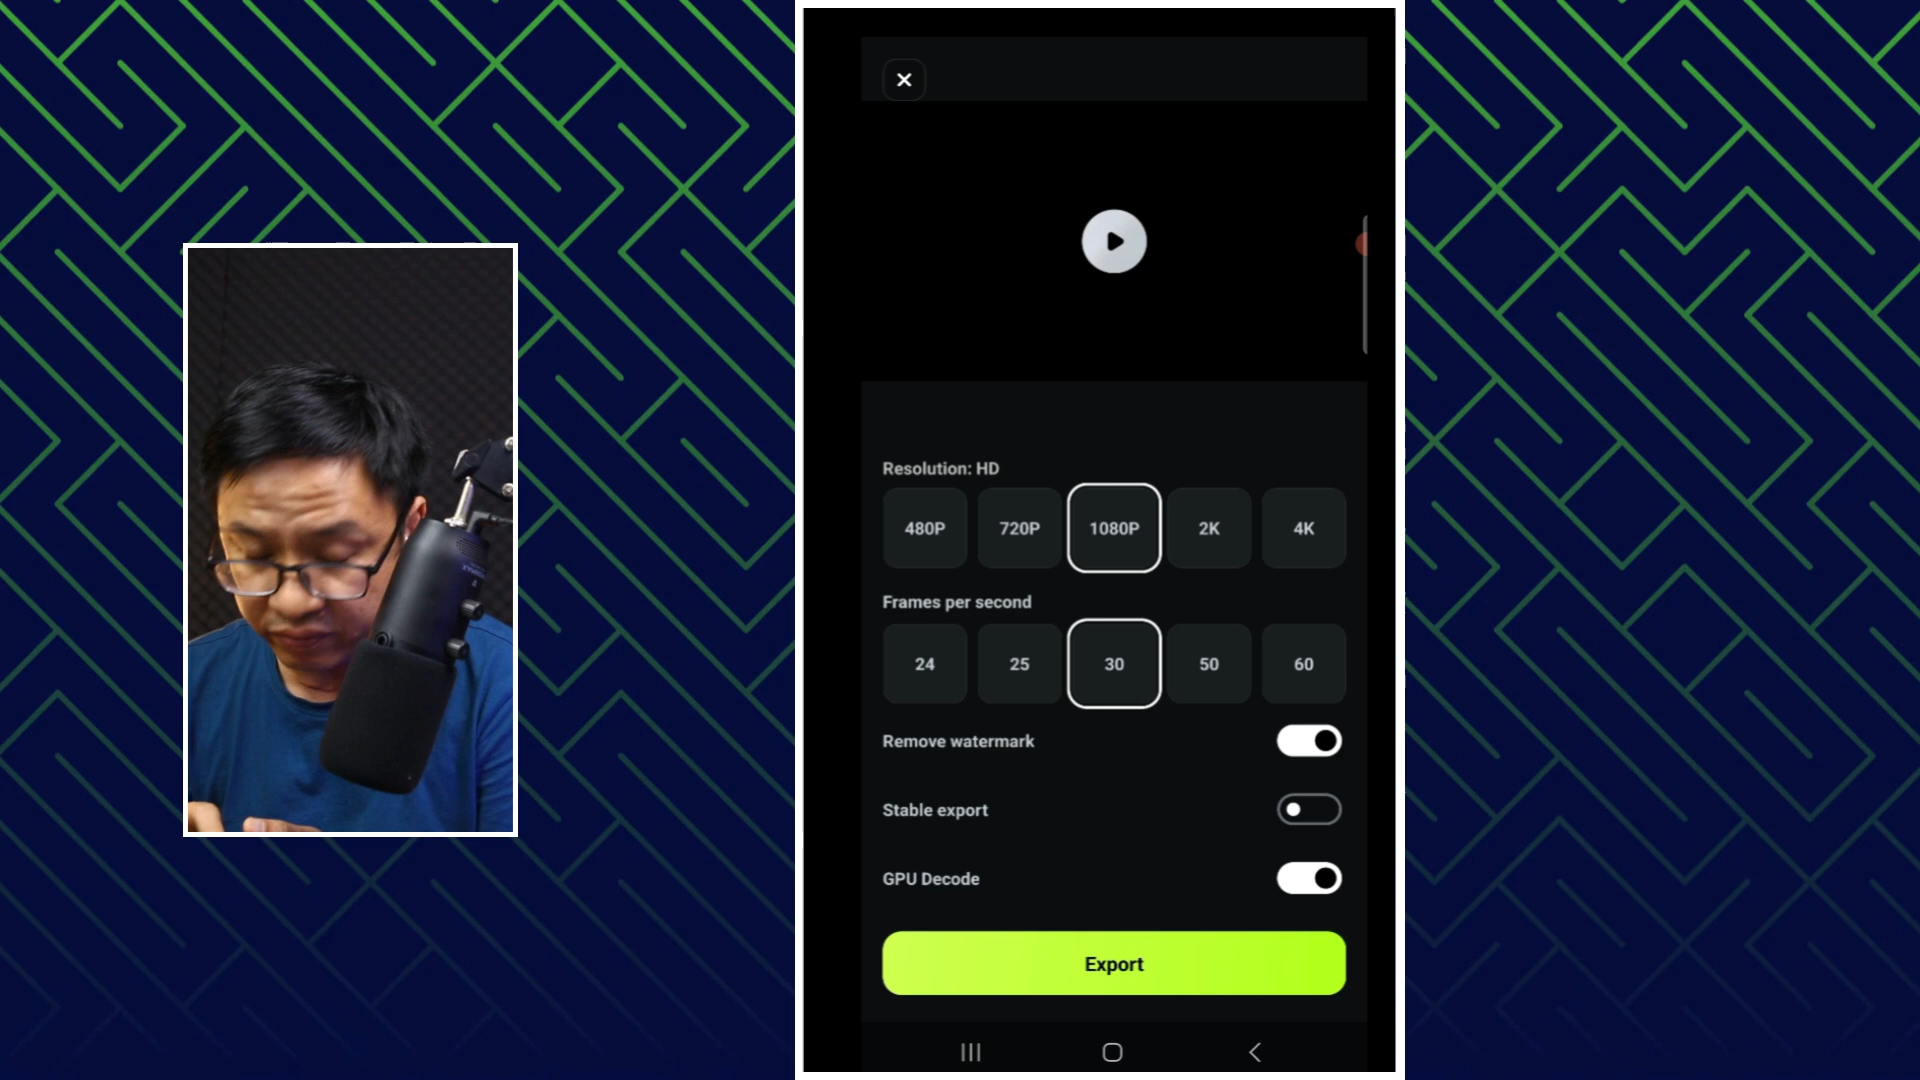 Resolution: HD
480P 720P 1080P 2K 4K
Frames per second
24 25 30 50 60
Remove watermark
Stable export
GPU Decode
Export